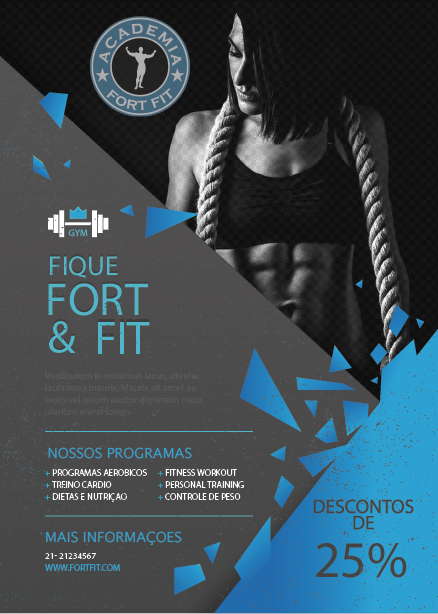 ACADEMIA
FORT FIT
GYM
FIQUE
FORT
& FIT
+ PROGRAMAS AEROBICOS
+ TREINO CARDIO
+ DIETAS E NUTRIÇAO
+ FITNESS WORKOUT
+ PERSONAL TRAINING
+ CONTROLE DE PESO
NOSSOS PROGRAMAS
MAIS INFORMAÇOES
21- 21234567
WWW.FORTFIT.COM
DESCONTOS
DE
25%